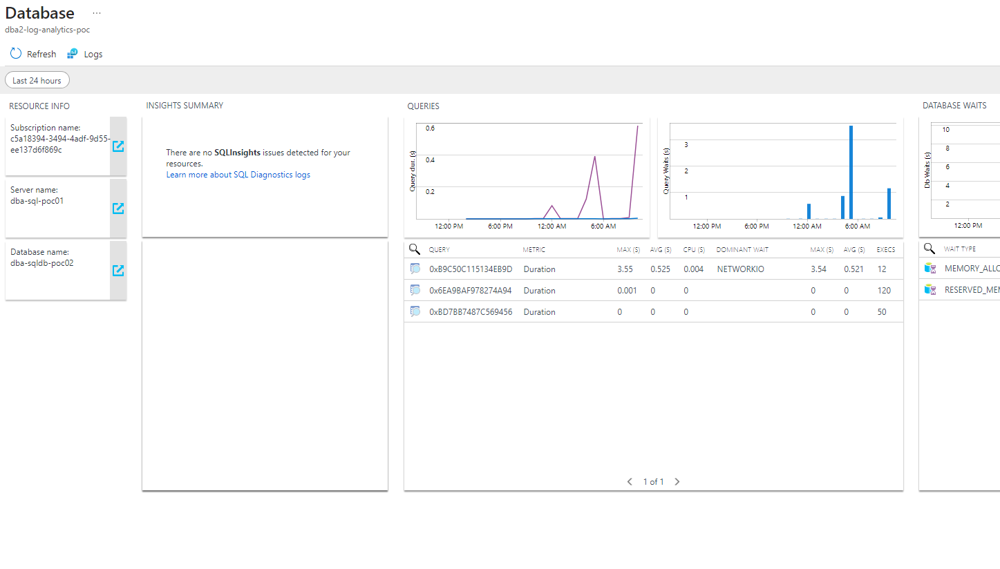 Database ...
dba2-log-analytics-poc
Refresh Logs
Last 24 hours
RESOURCE INFO
Subscription name:
c5a18394-3494-4adf-9d55-
ee137d6f869c
Server name:
dba-sql-poc01
Database name:
dba-sqldb-poc02
INSIGHTS SUMMARY
There are no SQLInsights issues detected for your
resources.
Learn more about SQL Diagnostics logs
QUERIES
Query dur. (s)
0.6
0.4
0.2
12:00 PM 6:00 PM 12:00 AM 6:00 AM
Query Waits (s)
3
2
1
12:00 PM 6:00 PM 12:00 AM 6:00 AM
QUERY METRIC MAX (S) AVG (S) CPU (S) DOMINANT WAIT MAX (S) AVG (S) EXECS
0xB9C50C115134EB9D Duration 3.55 0.525 0.004 NETWORKIO 3.54 0.521 12
0x6EA9BAF978274A94 Duration 0.001 0 0 0 0 120
0xBD7BB7487C569456 Duration 0 0 0 0 0 50
1 of 1
DATABASE WAITS
Db Waits (s)
10
8
6
4
2
12:00 PM
WAIT TYPE
MEMORY_ALLO
RESERVED_MEM